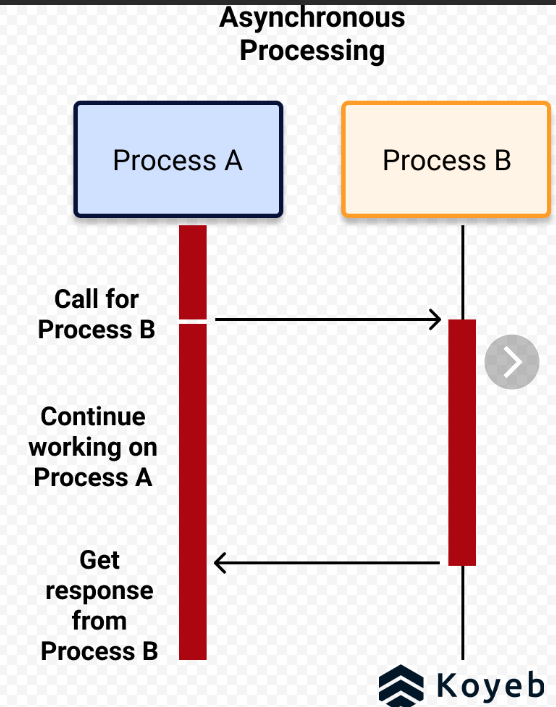 Asynchronous
Processing
Process A
Process B
Call for
Process B
Continue
working on
Process A
Get
response
from
Process B
Koyeb